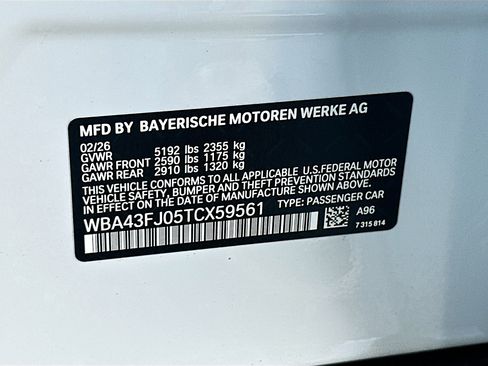 MFD BY BAYERISCHE MOTOREN WERKE AG
02/26
GVWR 5192 lbs 2355 kg
GAWR FRONT 2590 lbs 1175 kg
GAWR REAR 2910 lbs 1320 kg
THIS VEHICLE CONFORMS TO ALL APPLICABLE U.S.FEDERAL MOTOR
VEHICLE SAFETY, BUMPER, AND THEFT PREVENTION STANDARDS
IN EFFECT ON THE DATE OF MANUFACTURE SHOWN ABOVE.
WBA43FJ05TCX59561 TYPE: PASSENGER CAR
A96
7 315 814